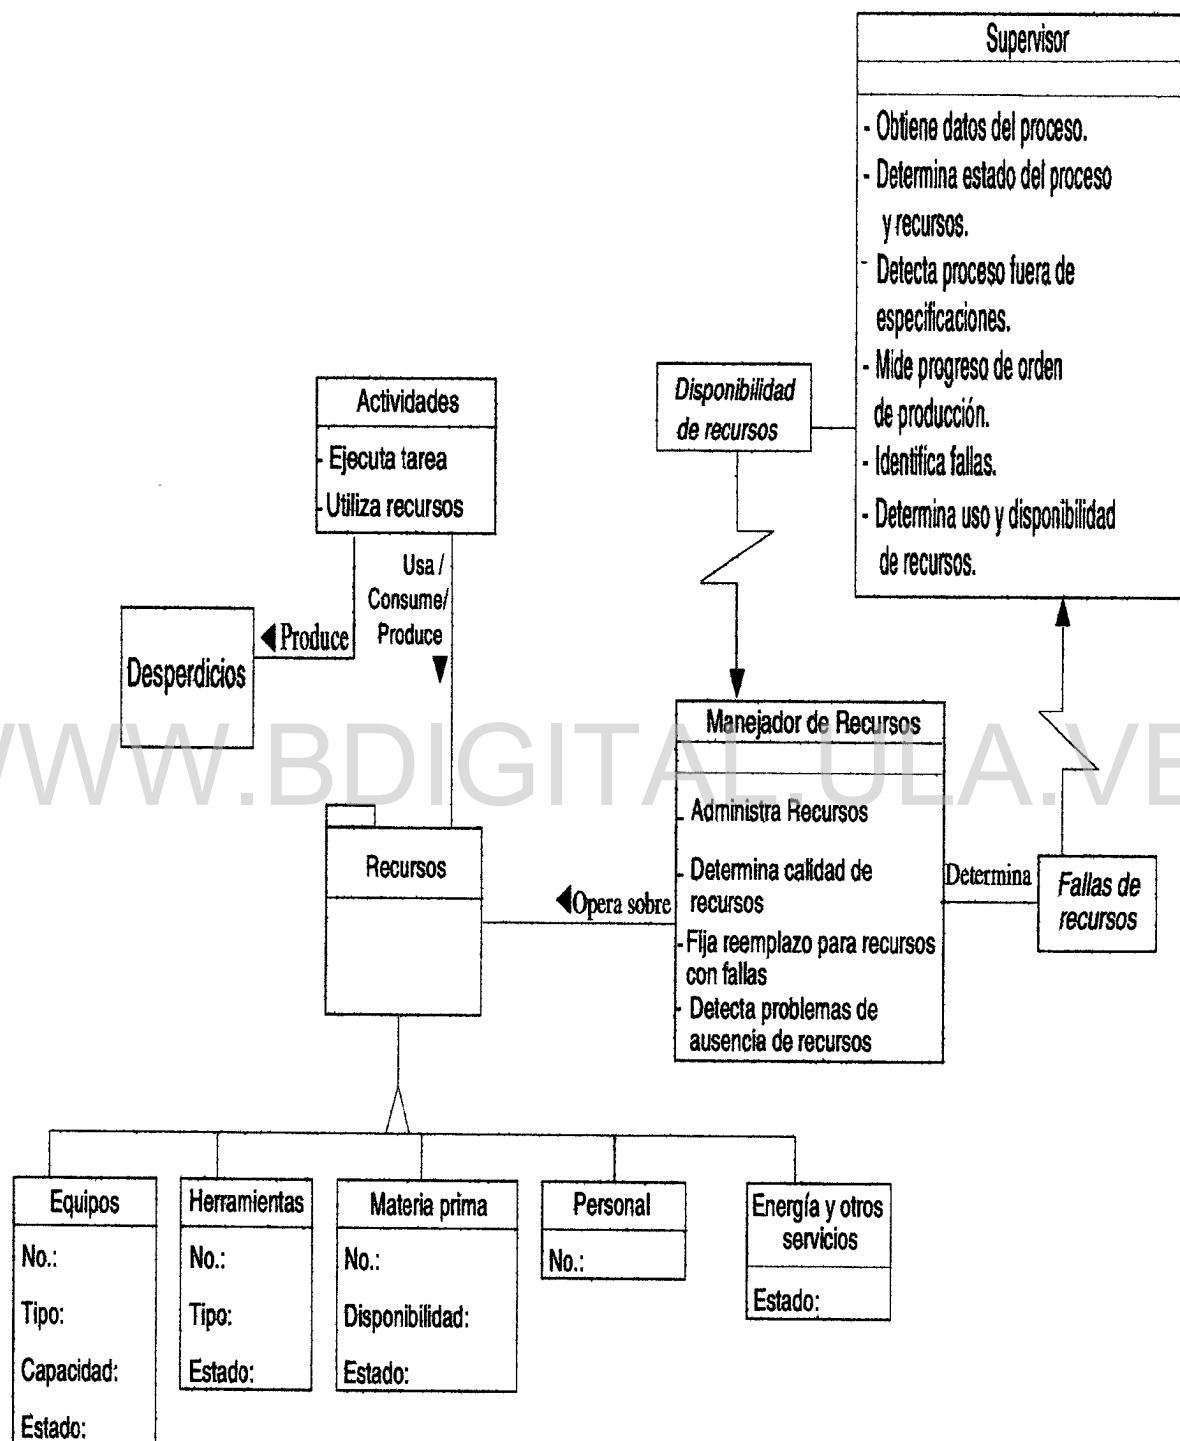 Supervisor
- Obtiene datos del proceso.
- Determina estado del proceso
y recursos.
- Detecta proceso fuera de
especificaciones.
- Mide progreso de orden
de producción.
- Identifica fallas.
- Determina uso y disponibilidad
de recursos.
Disponibilidad
de recursos
Actividades
- Ejecuta tarea
- Utiliza recursos
Usa /
Consume/
Produce
Produce
Desperdicios
WWW.BDIGITAL.ULA.VE
Manejador de Recursos
- Administra Recursos
- Determina calidad de
recursos
- Fija reemplazo para recursos
con fallas
- Detecta problemas de
ausencia de recursos
Determina
Fallas de
recursos
Opera sobre
Recursos
Equipos
No.:
Tipo:
Capacidad:
Estado:
Herramientas
No.:
Tipo:
Estado:
Materia prima
No.:
Disponibilidad:
Estado:
Personal
No.:
Energía y otros
servicios
Estado: